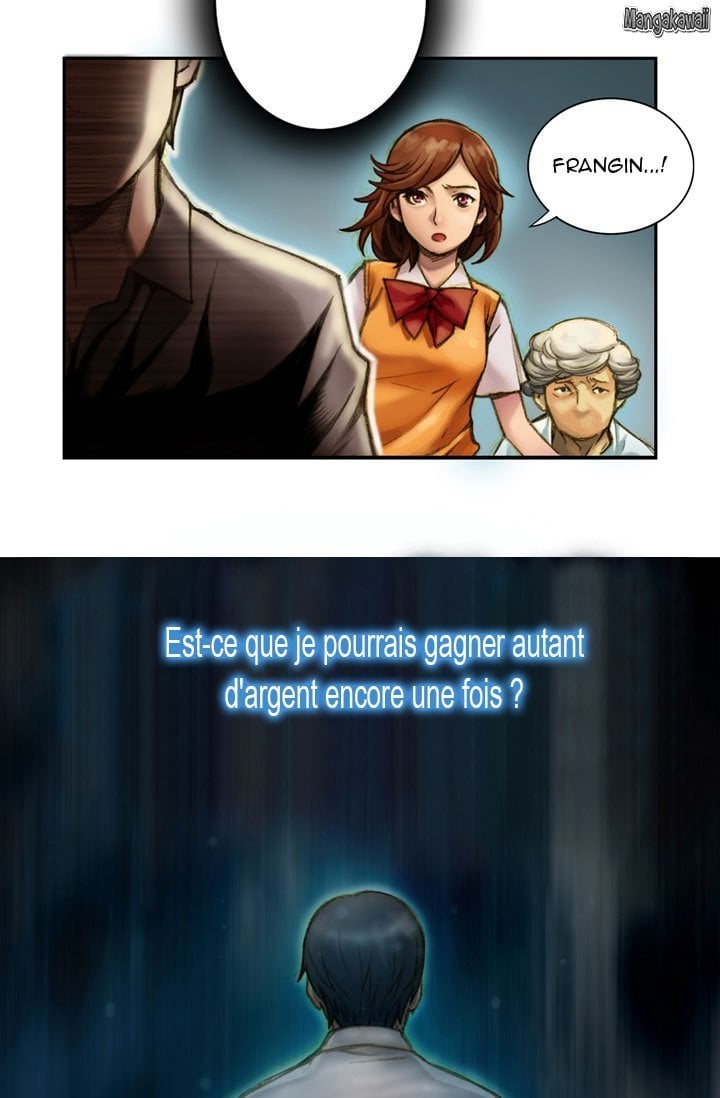 Mangakawaii
FRANGIN...!
Est-ce que je pourrais gagner autant
d'argent encore une fois ?